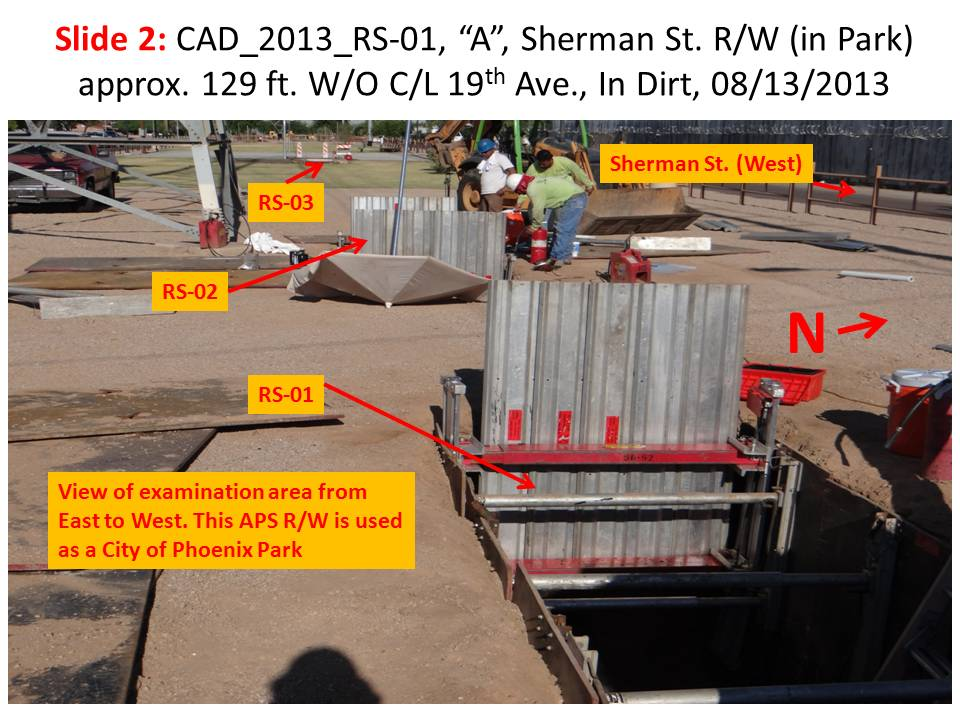 Slide 2: CAD_2013_RS-01, “A”, Sherman St. R/W (in Park)
approx. 129 ft. W/O C/L 19th Ave., In Dirt, 08/13/2013
Sherman St. (West)
RS-03
RS-02
N
RS-01
View of examination area from
East to West. This APS R/W is used
as a City of Phoenix Park